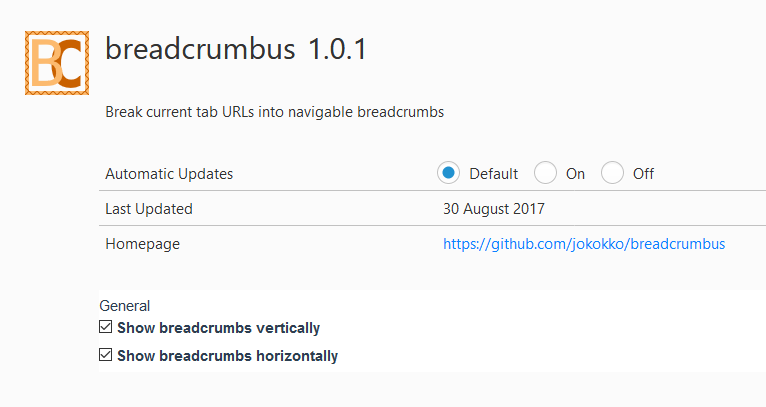 BC
breadcrumbus 1.0.1
Break current tab URLs into navigable breadcrumbs
Automatic Updates Default On Off
Last Updated 30 August 2017
Homepage https://github.com/jokokko/breadcrumbus
General
Show breadcrumbs vertically
Show breadcrumbs horizontally